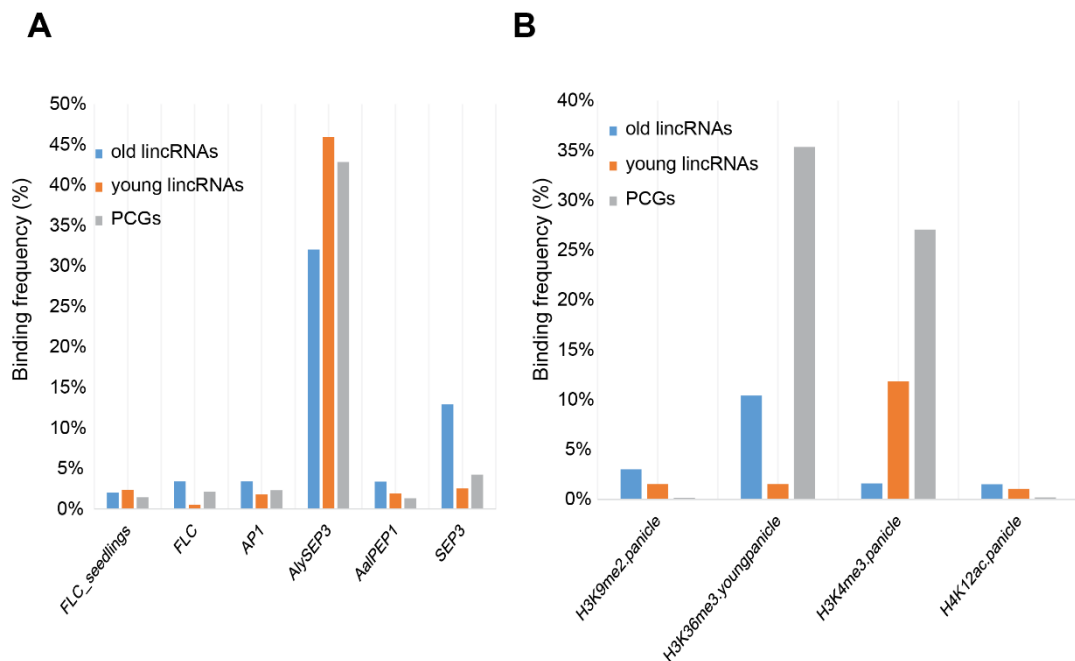 A
Binding frequency (%)
50%
45%
40%
35%
30%
25%
20%
15%
10%
5%
0%
old lincRNAs
young lincRNAs
PCGs
FLC_seedlings
FLC
AP1
AlySEP3
AalPEP1
SEP3
B
Binding frequency (%)
40%
35%
30%
25%
20%
15%
10%
5%
0%
old lincRNAs
young lincRNAs
PCGs
H3K9me2.panicle
H3K36me3.youngpanicle
H3K4me3.panicle
H4K12ac.panicle